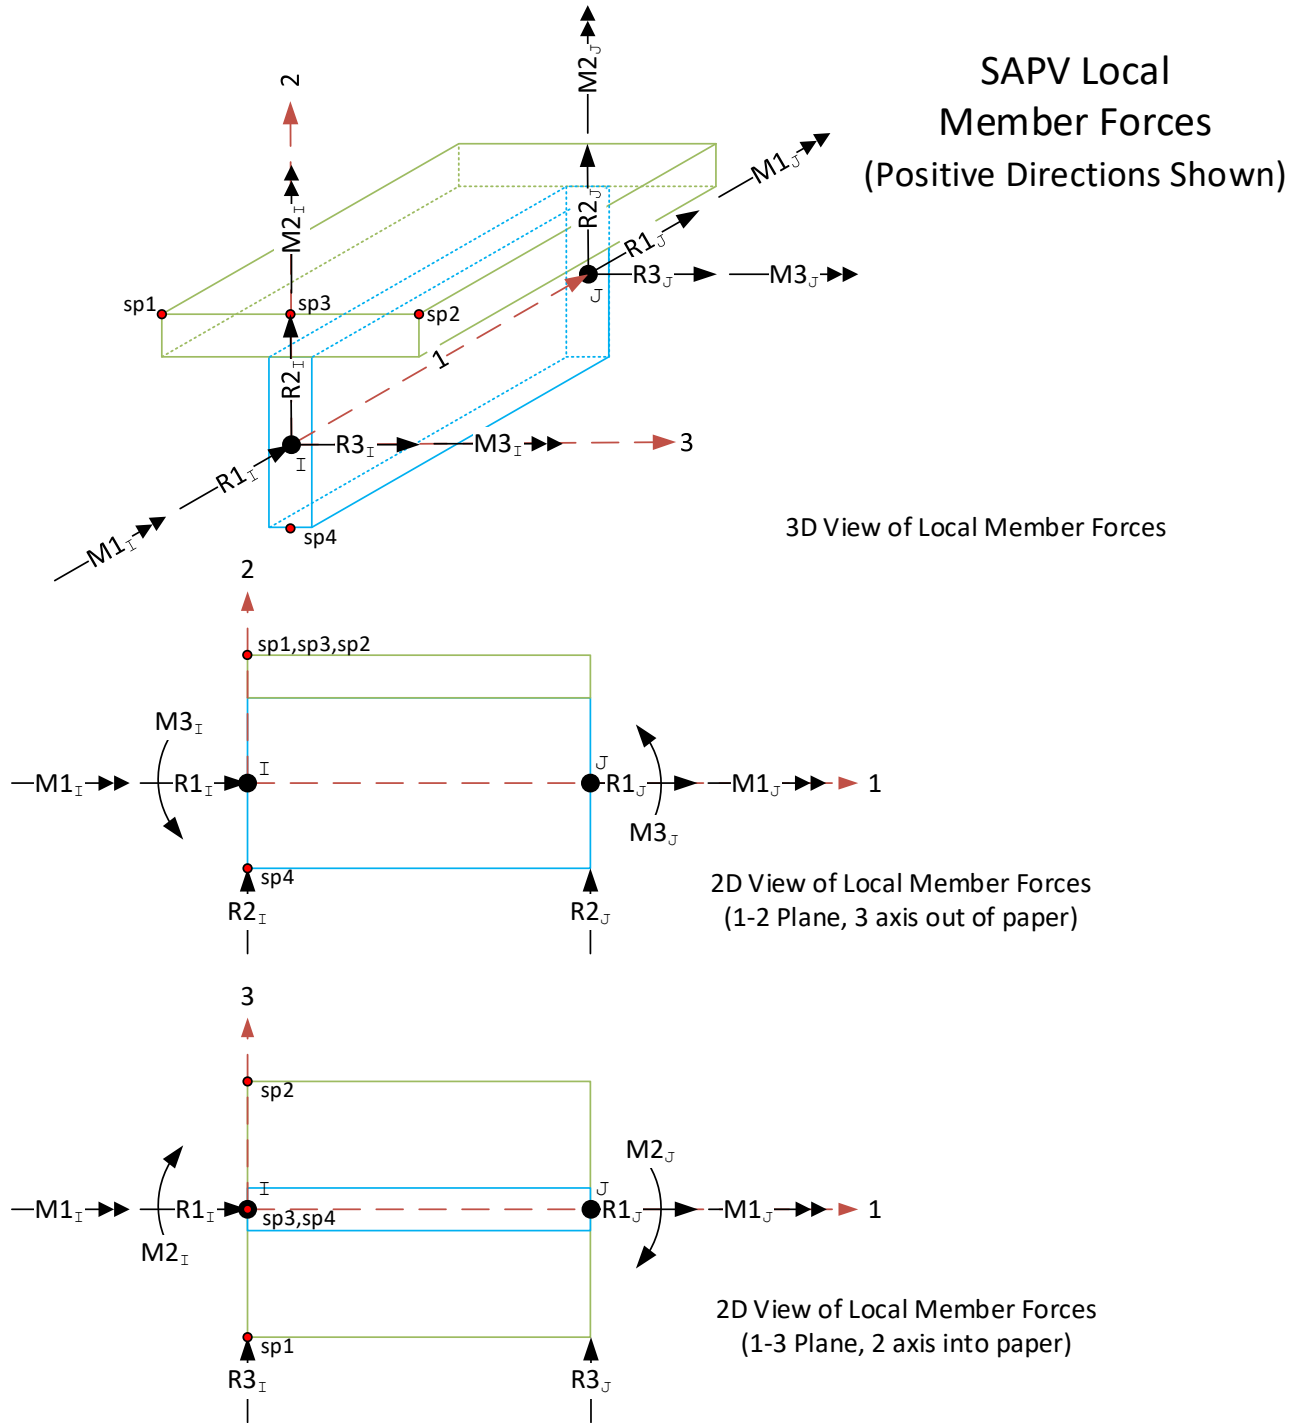 SAPV Local
Member Forces
(Positive Directions Shown)
2
M2J
M2I
M1J
R2J
R1J
sp1
sp3
sp2
R3J
M3J
J
1
R2I
R3I
M3I
3
I
R1I
M1I
sp4
3D View of Local Member Forces
2
sp1,sp3,sp2
M3I
I
J
M1I
R1I
R1J
M1J
1
M3J
sp4
R2I
R2J
2D View of Local Member Forces
(1-2 Plane, 3 axis out of paper)
3
sp2
M2J
I
J
M1I
R1I
sp3,sp4
R1J
M1J
1
M2I
sp1
R3I
R3J
2D View of Local Member Forces
(1-3 Plane, 2 axis into paper)